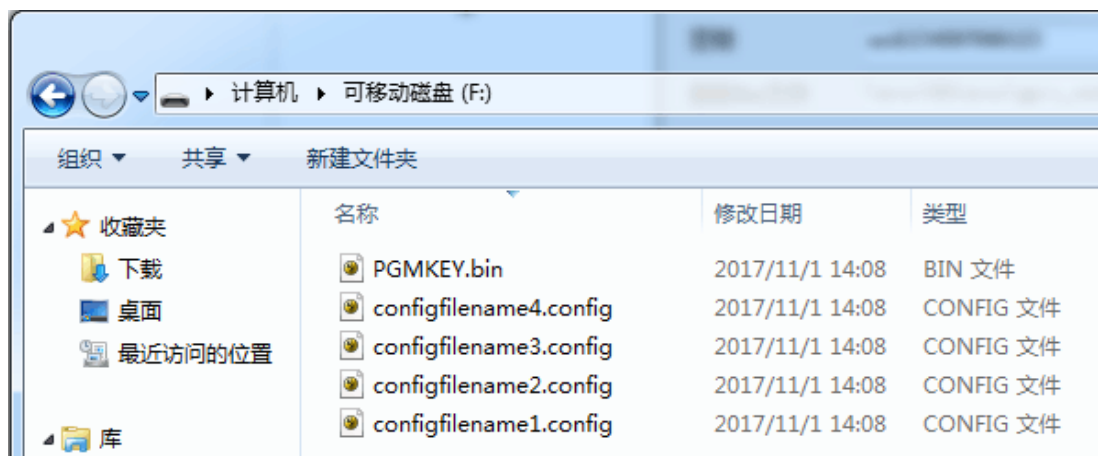 计算机 可移动磁盘 (F:)
组织 共享 新建文件夹
名称 修改日期 类型
收藏夹
下载
桌面
最近访问的位置
库
PGMKEY.bin 2017/11/1 14:08 BIN 文件
configfilename4.config 2017/11/1 14:08 CONFIG 文件
configfilename3.config 2017/11/1 14:08 CONFIG 文件
configfilename2.config 2017/11/1 14:08 CONFIG 文件
configfilename1.config 2017/11/1 14:08 CONFIG 文件